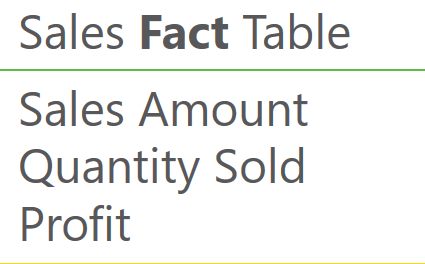 Sales Fact Table
Sales Amount
Quantity Sold
Profit